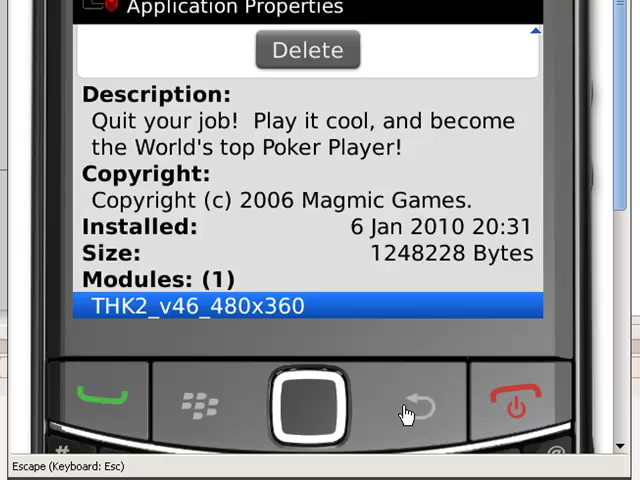 Application Properties
Delete
Description:
Quit your job!  Play it cool, and become
the World's top Poker Player!
Copyright:
Copyright (c) 2006 Magmic Games.
Installed: 6 Jan 2010 20:31
Size: 1248228 Bytes
Modules: (1)
THK2_v46_480x360
#
@
Escape (Keyboard: Esc)